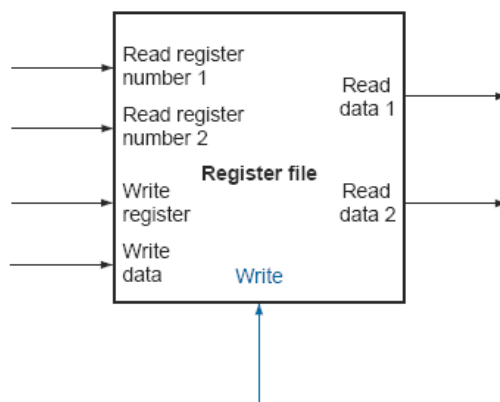 Read register
number 1
Read
data 1
Read register
number 2
Register file
Write
register
Read
data 2
Write
data
Write